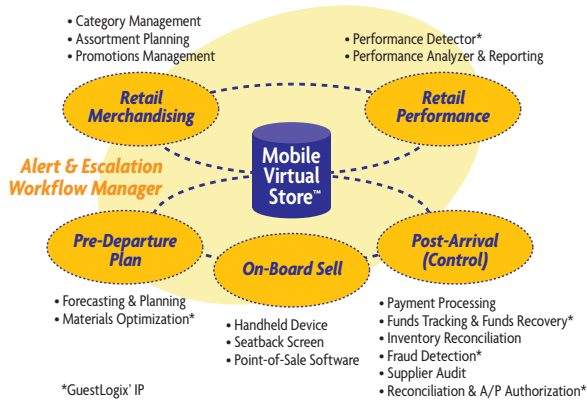 • Category Management
• Assortment Planning
• Promotions Management
• Performance Detector*
• Performance Analyzer & Reporting
Retail
Merchandising
Retail
Performance
Mobile
Virtual
Store™
Alert & Escalation
Workflow Manager
Pre-Departure
Plan
On-Board Sell
Post-Arrival
(Control)
• Forecasting & Planning
• Materials Optimization*
• Handheld Device
• Seatback Screen
• Point-of-Sale Software
• Payment Processing
• Funds Tracking & Funds Recovery*
• Inventory Reconciliation
• Fraud Detection*
• Supplier Audit
• Reconciliation & A/P Authorization*
*GuestLogix' IP